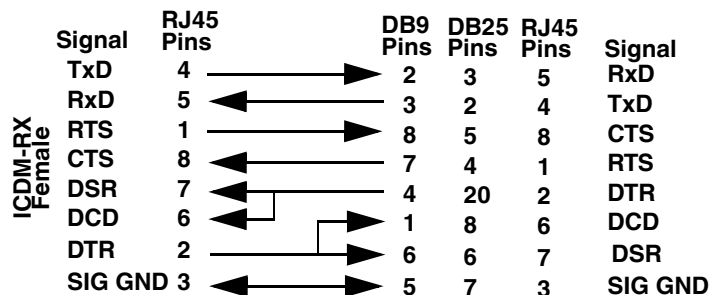 Signal RJ45 Pins DB9 Pins DB25 Pins RJ45 Pins Signal
TxD 4 2 3 5 RxD
RxD 5 3 2 4 TxD
RTS 1 8 5 8 CTS
CTS 8 7 4 1 RTS
DSR 7 4 20 2 DTR
DCD 6 1 8 6 DCD
DTR 2 6 6 7 DSR
SIG GND 3 5 7 3 SIG GND
ICDM-RX
Female